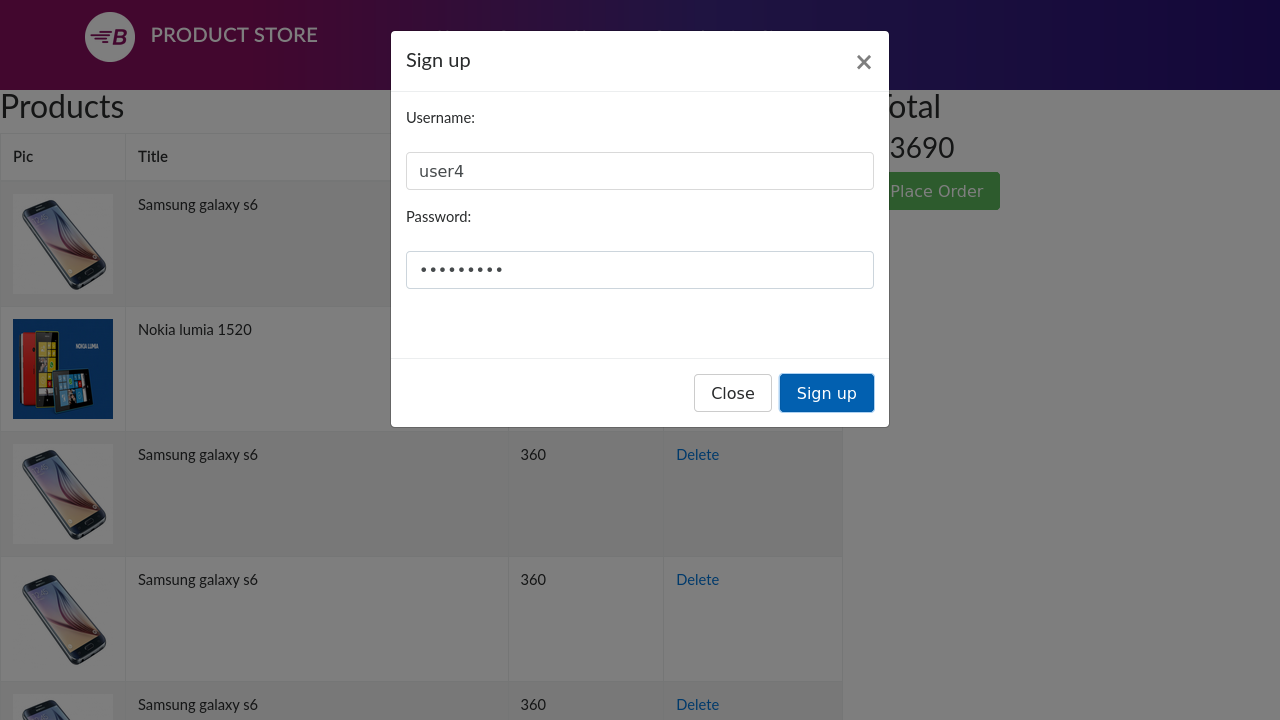 PRODUCT STORE
Sign up
×
Username:
user4
Password:
•••••••••
Close
Sign up
Products
Total
3690
Place Order
Pic
Title
Samsung galaxy s6
Nokia lumia 1520
NOKIA LUMIA
Samsung galaxy s6
360
Delete
Samsung galaxy s6
360
Delete
Samsung galaxy s6
360
Delete